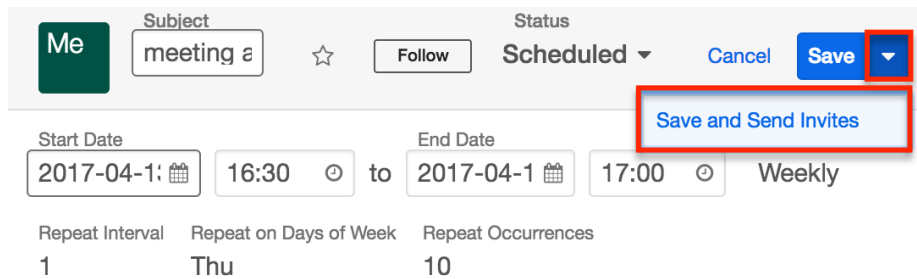 Me
Subject
meeting a
Follow
Status
Scheduled
Cancel
Save
Save and Send Invites
Start Date
End Date
2017-04-1
16:30
to
2017-04-1
17:00
Weekly
Repeat Interval
Repeat on Days of Week
Repeat Occurrences
1
Thu
10